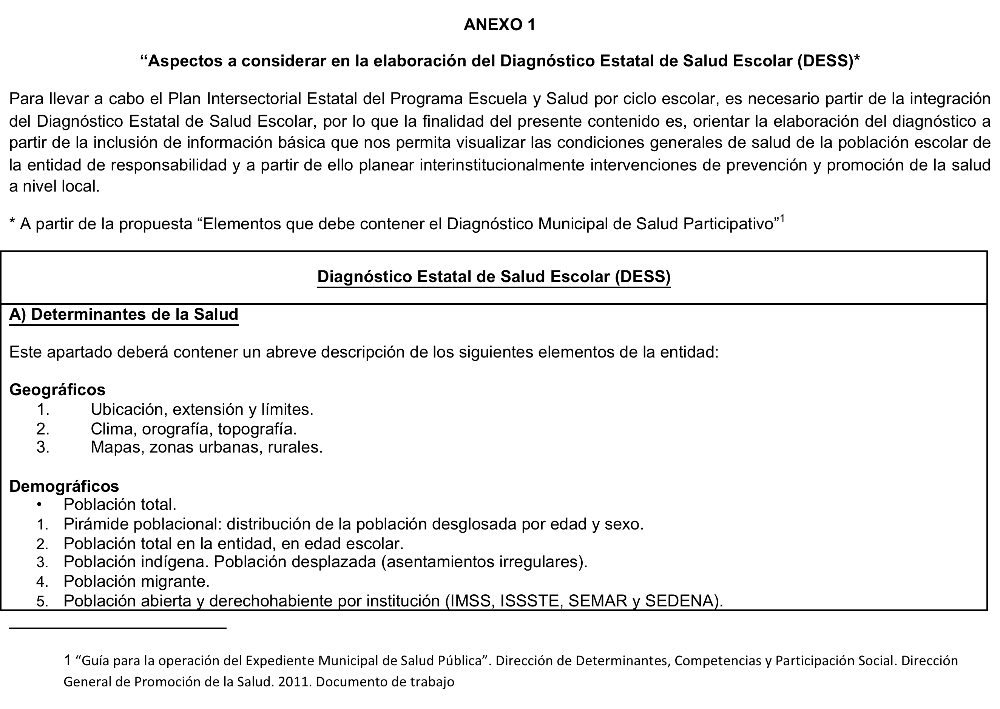 ANEXO 1
“Aspectos a considerar en la elaboración del Diagnóstico Estatal de Salud Escolar (DESS)*
Para llevar a cabo el Plan Intersectorial Estatal del Programa Escuela y Salud por ciclo escolar, es necesario partir de la integración
del Diagnóstico Estatal de Salud Escolar, por lo que la finalidad del presente contenido es, orientar la elaboración del diagnóstico a
partir de la inclusión de información básica que nos permita visualizar las condiciones generales de salud de la población escolar de
la entidad de responsabilidad y a partir de ello planear interinstitucionalmente intervenciones de prevención y promoción de la salud
a nivel local.
* A partir de la propuesta “Elementos que debe contener el Diagnóstico Municipal de Salud Participativo”1
Diagnóstico Estatal de Salud Escolar (DESS)
A) Determinantes de la Salud
Este apartado deberá contener un abreve descripción de los siguientes elementos de la entidad:
Geográficos
1. Ubicación, extensión y límites.
2. Clima, orografía, topografía.
3. Mapas, zonas urbanas, rurales.
Demográficos
• Población total.
1. Pirámide poblacional: distribución de la población desglosada por edad y sexo.
2. Población total en la entidad, en edad escolar.
3. Población indígena. Población desplazada (asentamientos irregulares).
4. Población migrante.
5. Población abierta y derechohabiente por institución (IMSS, ISSSTE, SEMAR y SEDENA).
1 “Guía para la operación del Expediente Municipal de Salud Pública”. Dirección de Determinantes, Competencias y Participación Social. Dirección
General de Promoción de la Salud. 2011. Documento de trabajo